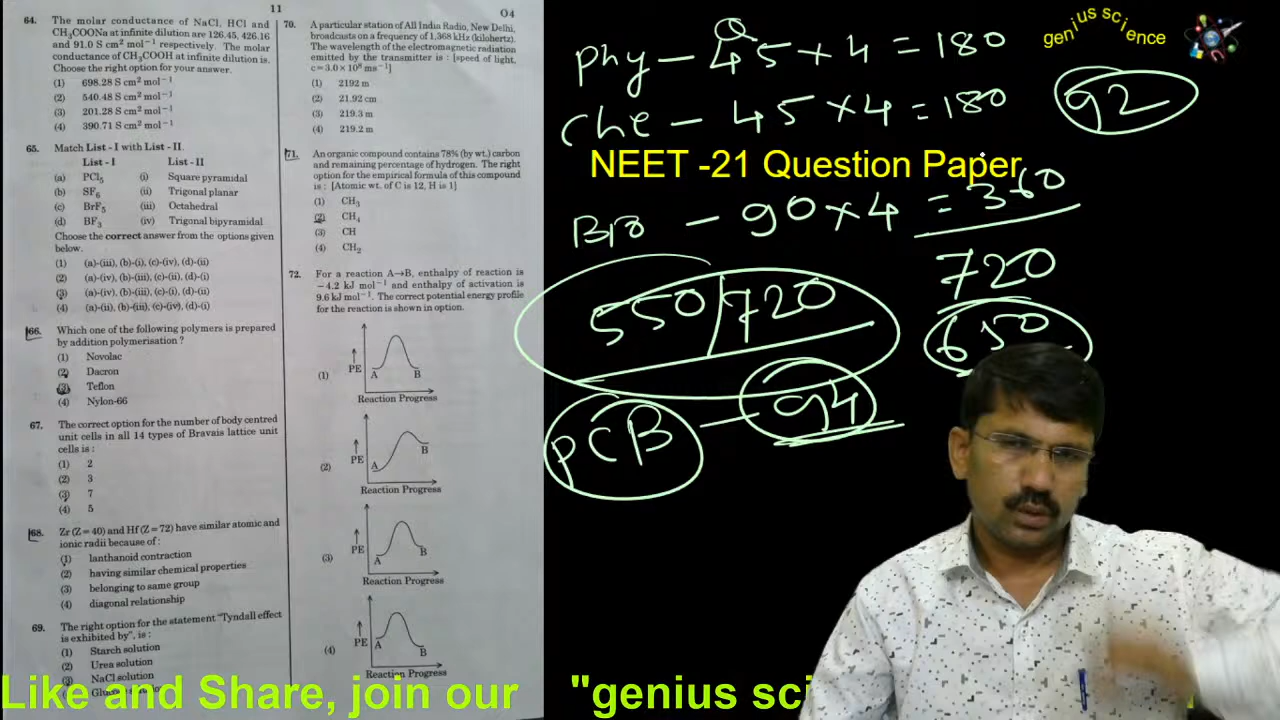 11
O4
64. The molar conductance of NaCl, HCl and
CH₃COONa at infinite dilution are 126.45, 426.16
and 91.0 S cm² mol⁻¹ respectively. The molar
conductance of CH₃COOH at infinite dilution is.
Choose the right option for your answer.
(1) 698.28 S cm² mol⁻¹
(2) 540.48 S cm² mol⁻¹
(3) 201.28 S cm² mol⁻¹
(4) 390.71 S cm² mol⁻¹
65. Match List - I with List - II.
List - I List - II
(a) PCl₅ (i) Square pyramidal
(b) SF₆ (ii) Trigonal planar
(c) BrF₅ (iii) Octahedral
(d) BF₃ (iv) Trigonal bipyramidal
Choose the correct answer from the options given
below.
(1) (a)-(iii), (b)-(i), (c)-(iv), (d)-(ii)
(2) (a)-(iv), (b)-(iii), (c)-(ii), (d)-(i)
(3) (a)-(iv), (b)-(iii), (c)-(i), (d)-(ii)
(4) (a)-(ii), (b)-(iii), (c)-(iv), (d)-(i)
66. Which one of the following polymers is prepared
by addition polymerisation ?
(1) Novolac
(2) Dacron
(3) Teflon
(4) Nylon-66
67. The correct option for the number of body centred
unit cells in all 14 types of Bravais lattice unit
cells is :
(1) 2
(2) 3
(3) 7
(4) 5
68. Zr (Z = 40) and Hf (Z = 72) have similar atomic and
ionic radii because of :
(1) lanthanoid contraction
(2) having similar chemical properties
(3) belonging to same group
(4) diagonal relationship
69. The right option for the statement "Tyndall effect
is exhibited by", is :
(1) Starch solution
(2) Urea solution
(3) NaCl solution
70. A particular station of All India Radio, New Delhi,
broadcasts on a frequency of 1,368 kHz (kilohertz).
The wavelength of the electromagnetic radiation
emitted by the transmitter is : [speed of light,
c = 3.0 × 10⁸ ms⁻¹]
(1) 2192 m
(2) 21.92 cm
(3) 219.3 m
(4) 219.2 m
71. An organic compound contains 78% (by wt.) carbon
and remaining percentage of hydrogen. The right
option for the empirical formula of this compound
is : [Atomic wt. of C is 12, H is 1]
(1) CH₃
(2) CH₄
(3) CH
(4) CH₂
72. For a reaction A→B, enthalpy of reaction is
−4.2 kJ mol⁻¹ and enthalpy of activation is
9.6 kJ mol⁻¹. The correct potential energy profile
for the reaction is shown in option.
(1) PE A B
Reaction Progress
(2) PE A B
Reaction Progress
(3) PE A B
Reaction Progress
(4) PE A B
Reaction Progress
phy - 45 × 4 = 180
genius science
Che - 45 × 4 = 180
92
NEET -21 Question Paper
BIO - 90 × 4 = 360
720
550/720
650
PCB - 94
Like and Share, join our "genius sci